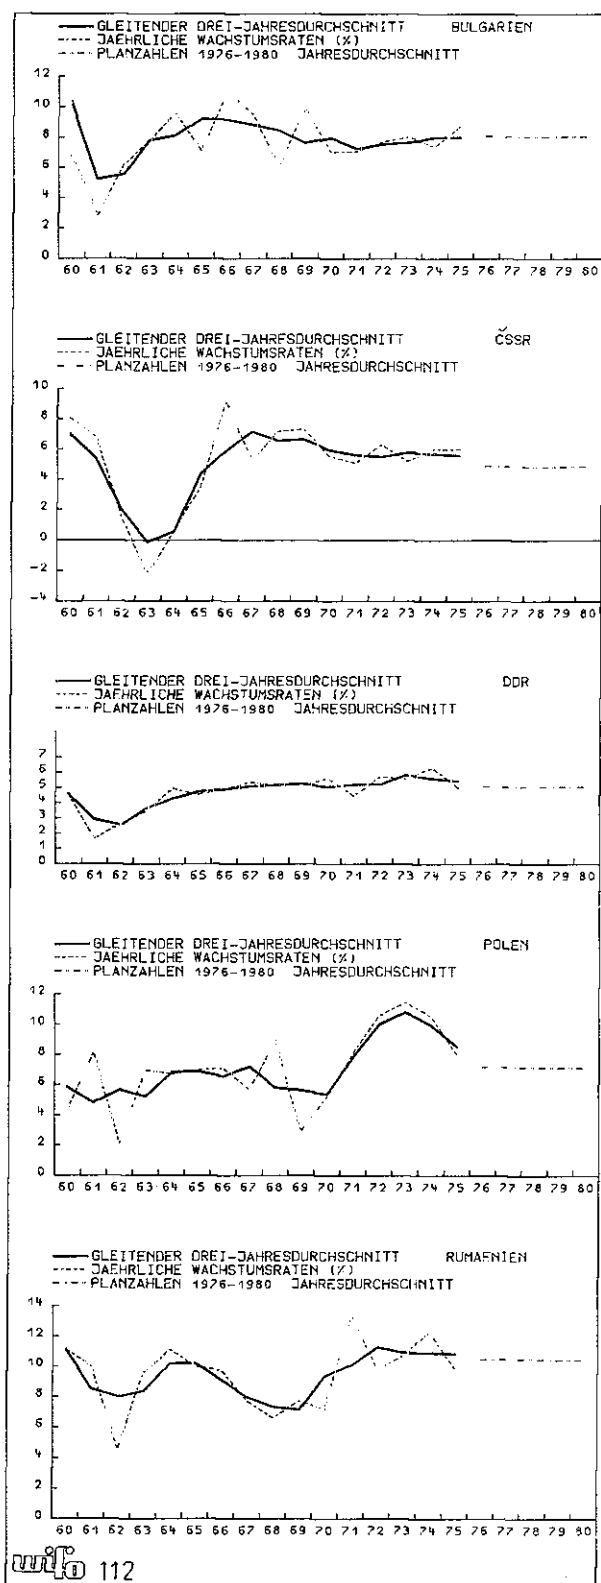 GLEITENDER DREI-JAHRESDURCHSCHNITT BULGARIEN
JAEHRLICHE WACHSTUMSRATEN (%)
PLANZAHLEN 1976-1980 JAHRESDURCHSCHNITT
12
10
8
6
4
2
0
60 61 62 63 64 65 66 67 68 69 70 71 72 73 74 75 76 77 78 79 80
GLEITENDER DREI-JAHRESDURCHSCHNITT ČSSR
JAEHRLICHE WACHSTUMSRATEN (%)
PLANZAHLEN 1976-1980 JAHRESDURCHSCHNITT
10
8
6
4
2
0
-2
-4
60 61 62 63 64 65 66 67 68 69 70 71 72 73 74 75 76 77 78 79 80
GLEITENDER DREI-JAHRESDURCHSCHNITT DDR
JAEHRLICHE WACHSTUMSRATEN (%)
PLANZAHLEN 1976-1980 JAHRESDURCHSCHNITT
7
6
5
4
3
2
1
0
60 61 62 63 64 65 66 67 68 69 70 71 72 73 74 75 76 77 78 79 80
GLEITENDER DREI-JAHRESDURCHSCHNITT POLEN
JAEHRLICHE WACHSTUMSRATEN (%)
PLANZAHLEN 1976-1980 JAHRESDURCHSCHNITT
12
10
8
6
4
2
0
60 61 62 63 64 65 66 67 68 69 70 71 72 73 74 75 76 77 78 79 80
GLEITENDER DREI-JAHRESDURCHSCHNITT RUMAENIEN
JAEHRLICHE WACHSTUMSRATEN (%)
PLANZAHLEN 1976-1980 JAHRESDURCHSCHNITT
14
12
10
8
6
4
2
0
60 61 62 63 64 65 66 67 68 69 70 71 72 73 74 75 76 77 78 79 80
wifo 112